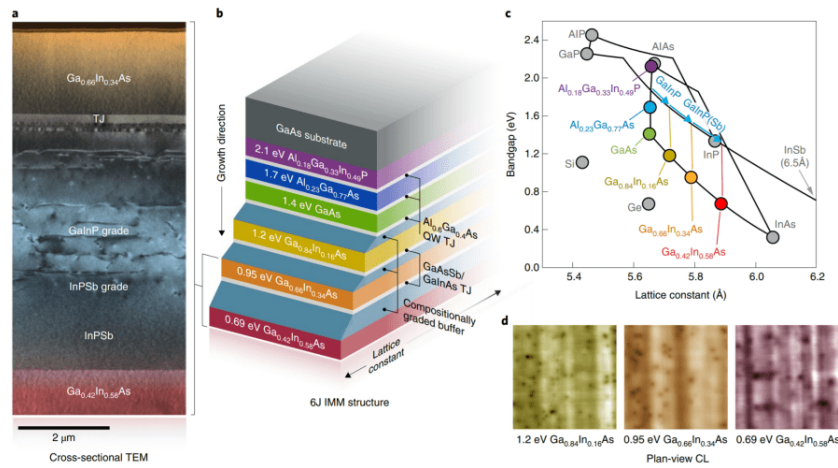 a
Ga0.66In0.34As
TJ
GaInP grade
InPSb grade
InPSb
Ga0.42In0.58As
2 μm
Cross-sectional TEM
b
Growth direction
GaAs substrate
2.1 eV Al0.18Ga0.33In0.49P
1.7 eV Al0.23Ga0.77As
1.4 eV GaAs
1.2 eV Ga0.84In0.16As
0.95 eV Ga0.66In0.34As
0.69 eV Ga0.42In0.58As
Al0.6Ga0.4As
QW TJ
GaAsSb/
GaInAs TJ
Compositionally
graded buffer
Lattice
constant
6J IMM structure
c
Bandgap (eV)
2.4
2.0
1.6
1.2
0.8
0.4
0
AlP
GaP
AlAs
Al0.18Ga0.33In0.49P
GaInP
GaInP(Sb)
Al0.23Ga0.77As
GaAs
InP
InSb
(6.5Å)
Si
Ga0.84In0.16As
Ge
Ga0.66In0.34As
InAs
Ga0.42In0.58As
5.4
5.6
5.8
6.0
6.2
Lattice constant (Å)
d
1.2 eV Ga0.84In0.16As
0.95 eV Ga0.66In0.34As
0.69 eV Ga0.42In0.58As
Plan-view CL